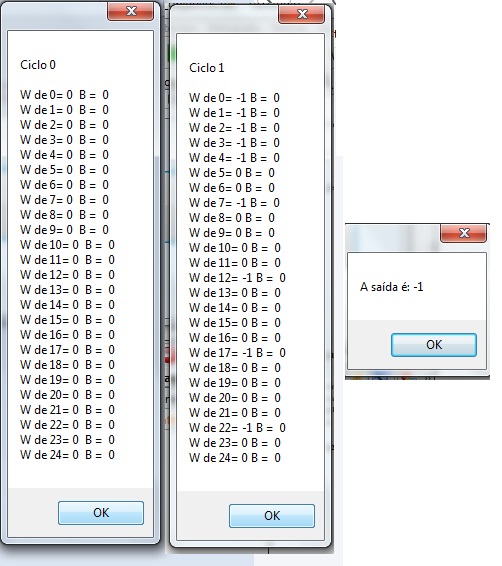 Ciclo 0
W de 0= 0 B = 0
W de 1= 0 B = 0
W de 2= 0 B = 0
W de 3= 0 B = 0
W de 4= 0 B = 0
W de 5= 0 B = 0
W de 6= 0 B = 0
W de 7= 0 B = 0
W de 8= 0 B = 0
W de 9= 0 B = 0
W de 10= 0 B = 0
W de 11= 0 B = 0
W de 12= 0 B = 0
W de 13= 0 B = 0
W de 14= 0 B = 0
W de 15= 0 B = 0
W de 16= 0 B = 0
W de 17= 0 B = 0
W de 18= 0 B = 0
W de 19= 0 B = 0
W de 20= 0 B = 0
W de 21= 0 B = 0
W de 22= 0 B = 0
W de 23= 0 B = 0
W de 24= 0 B = 0
OK
Ciclo 1
W de 0= -1 B = 0
W de 1= -1 B = 0
W de 2= -1 B = 0
W de 3= -1 B = 0
W de 4= -1 B = 0
W de 5= 0 B = 0
W de 6= 0 B = 0
W de 7= -1 B = 0
W de 8= 0 B = 0
W de 9= 0 B = 0
W de 10= 0 B = 0
W de 11= 0 B = 0
W de 12= -1 B = 0
W de 13= 0 B = 0
W de 14= 0 B = 0
W de 15= 0 B = 0
W de 16= 0 B = 0
W de 17= -1 B = 0
W de 18= 0 B = 0
W de 19= 0 B = 0
W de 20= 0 B = 0
W de 21= 0 B = 0
W de 22= -1 B = 0
W de 23= 0 B = 0
W de 24= 0 B = 0
OK
A saída é: -1
OK